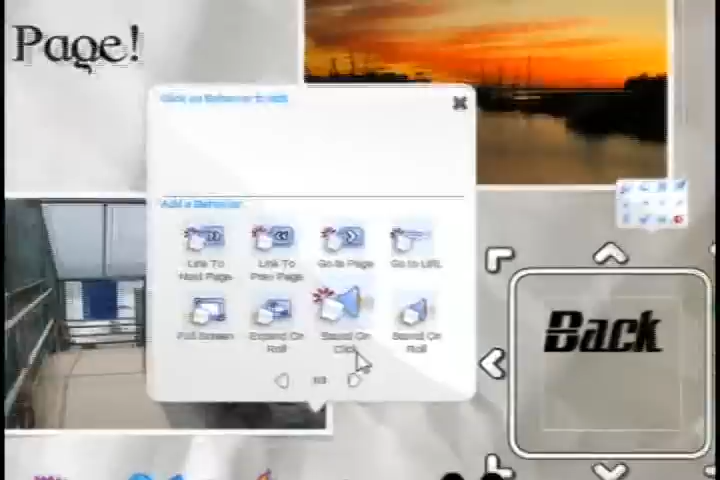 Page!
Click on Behavior to edit
Add a Behavior
Link To Next Page
Link To Prev Page
Go to Page
Go to URL
Full Screen
Expand On Roll
Sound On Click
Sound On Roll
Back